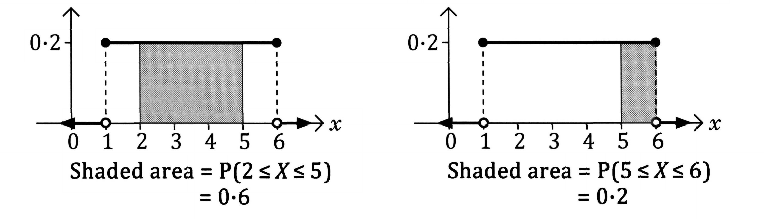 0·2
0 1 2 3 4 5 6 x
Shaded area = P(2 ≤ X ≤ 5)
= 0·6
0·2
0 1 2 3 4 5 6 x
Shaded area = P(5 ≤ X ≤ 6)
= 0·2